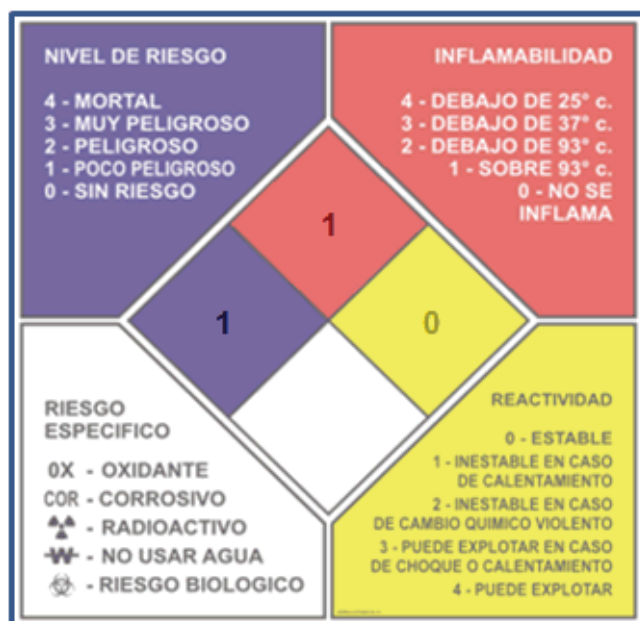 NIVEL DE RIESGO
4 - MORTAL
3 - MUY PELIGROSO
2 - PELIGROSO
1 - POCO PELIGROSO
0 - SIN RIESGO
INFLAMABILIDAD
4 - DEBAJO DE 25° c.
3 - DEBAJO DE 37° c.
2 - DEBAJO DE 93° c.
1 - SOBRE 93° c.
0 - NO SE
INFLAMA
1
1
0
RIESGO
ESPECIFICO
0X - OXIDANTE
COR - CORROSIVO
- RADIOACTIVO
W - NO USAR AGUA
- RIESGO BIOLOGICO
REACTIVIDAD
0 - ESTABLE
1 - INESTABLE EN CASO
DE CALENTAMIENTO
2 - INESTABLE EN CASO
DE CAMBIO QUIMICO VIOLENTO
3 - PUEDE EXPLOTAR EN CASO
DE CHOQUE O CALENTAMIENTO
4 - PUEDE EXPLOTAR